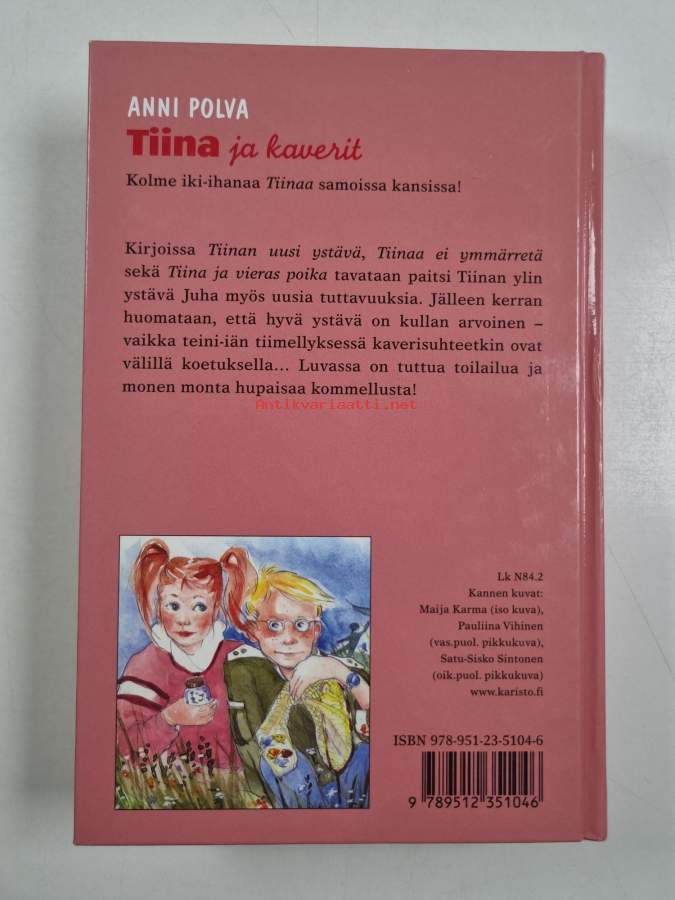 ANNI POLVA
Tiina ja kaverit
Kolme iki-ihanaa Tiinaa samoissa kansissa!
Kirjoissa Tiinan uusi ystävä, Tiinaa ei ymmärretä
sekä Tiina ja vieras poika tavataan paitsi Tiinan ylin
ystävä Juha myös uusia tuttavuuksia. Jälleen kerran
huomataan, että hyvä ystävä on kullan arvoinen –
vaikka teini-iän tiimellyksessä kaverisuhteetkin ovat
välillä koetuksella... Luvassa on tuttua toilailua ja
monen monta hupaisaa kommellusta!
Antikvariaatti.net
Lk N84.2
Kannen kuvat:
Maija Karma (iso kuva),
Pauliina Vihinen
(vas.puol. pikkukuva),
Satu-Sisko Sintonen
(oik.puol. pikkukuva)
www.karisto.fi
ISBN 978-951-23-5104-6
9 789512 351046